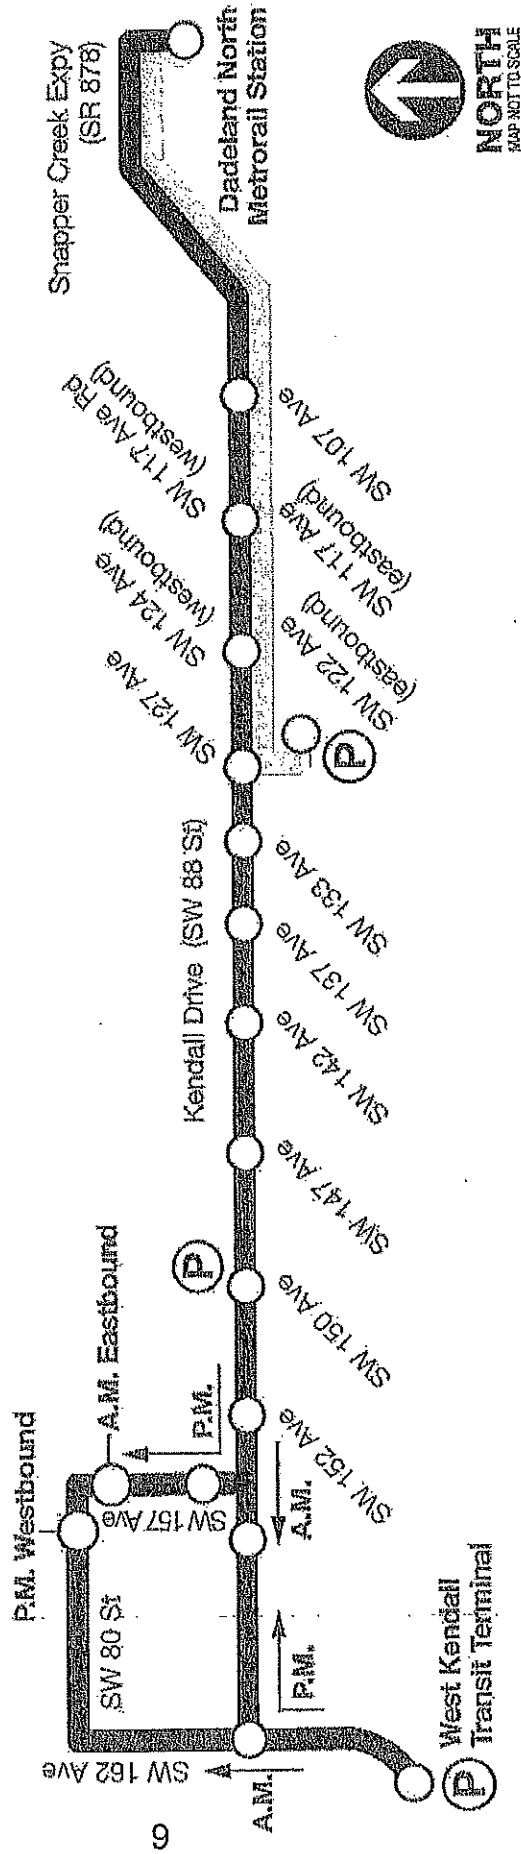 Snapper Creek Expy
(SR 878)
Dadeland North
Metrorail Station
NORTH
MAP NOT TO SCALE
SW 117 Ave Rd
(westbound)
SW 107 Ave
SW 124 Ave
(westbound)
SW 117 Ave
(eastbound)
SW 127 Ave
SW 122 Ave
(eastbound)
P
Kendall Drive (SW 88 St)
SW 133 Ave
SW 137 Ave
SW 142 Ave
SW 147 Ave
P
SW 150 Ave
SW 152 Ave
P.M. Westbound
A.M. Eastbound
P.M.
SW 157 Ave
A.M.
SW 80 St
P.M.
SW 162 Ave
A.M.
P
West Kendall
Transit Terminal
6